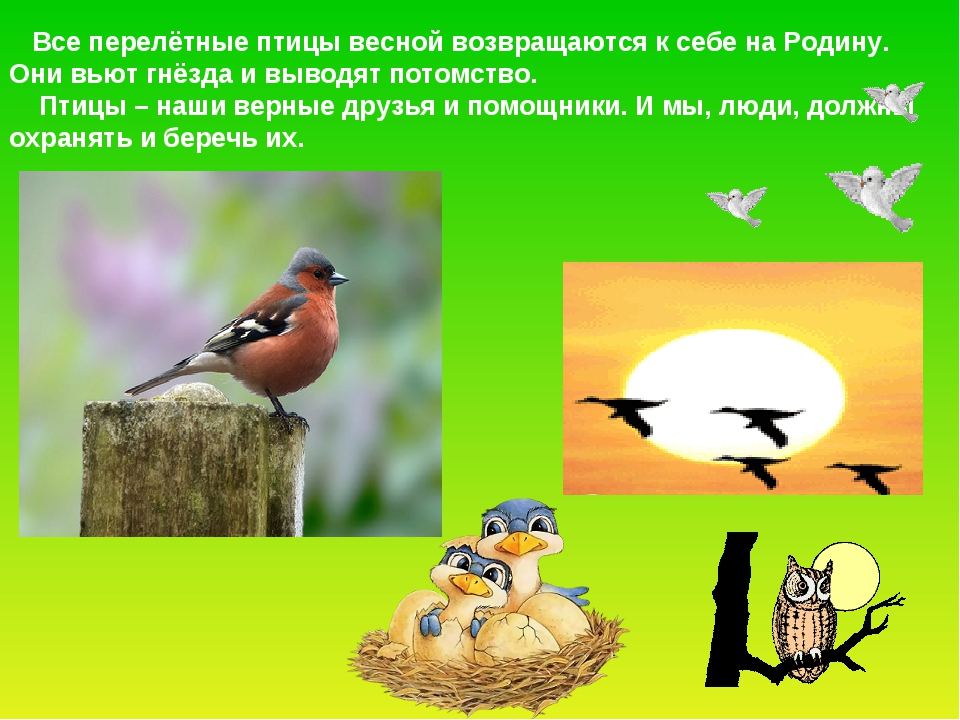 Все перелётные птицы весной возвращаются к себе на Родину.
Они вьют гнёзда и выводят потомство.
Птицы – наши верные друзья и помощники. И мы, люди, должны
охранять и беречь их.